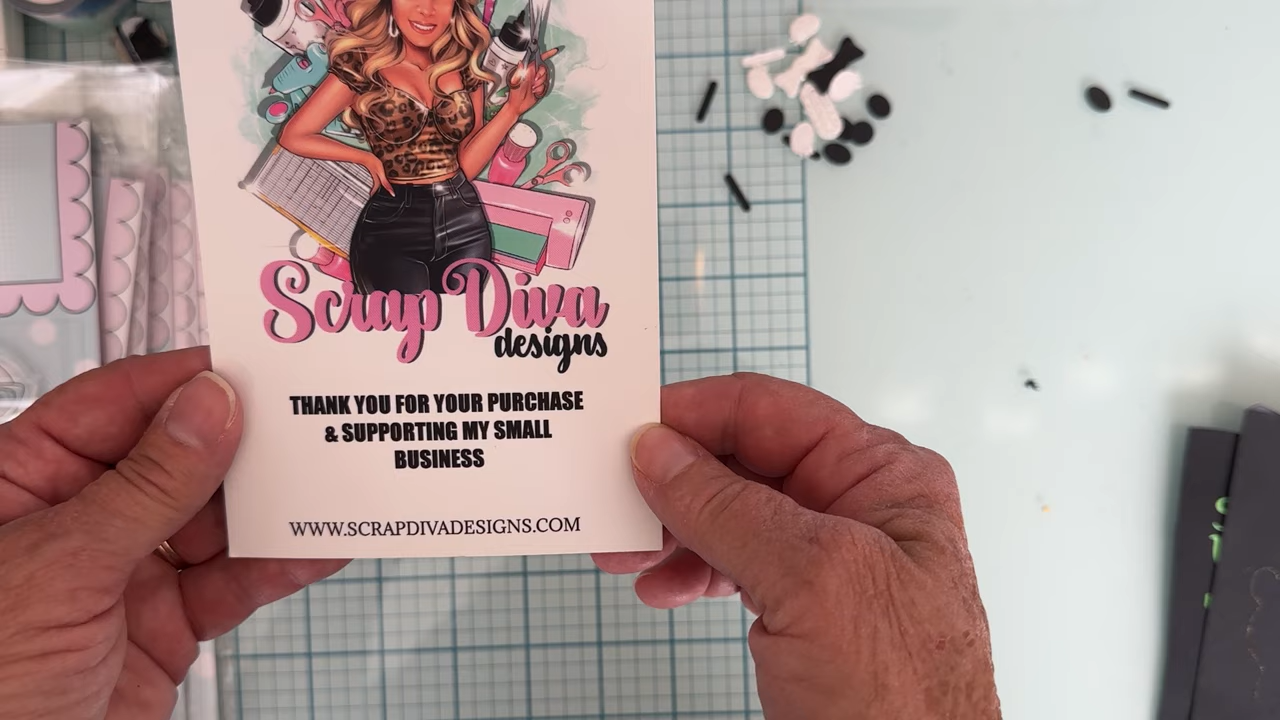 Scrap Diva
designs
THANK YOU FOR YOUR PURCHASE
& SUPPORTING MY SMALL
BUSINESS
WWW.SCRAPDIVADESIGNS.COM